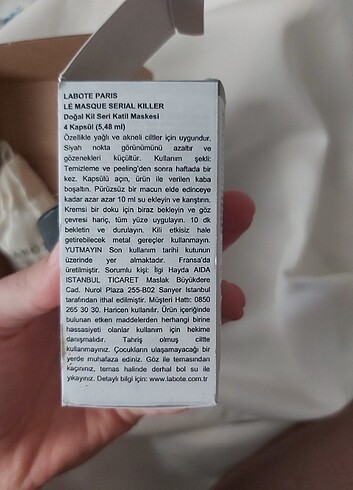 LABOTE PARIS
LE MASQUE SERIAL KILLER
Doğal Kil Seri Katil Maskesi
4 Kapsül (5,48 ml)
Özellikle yağlı ve akneli ciltler için uygundur.
Siyah nokta görünümünü azaltır ve
gözenekleri küçültür. Kullanım şekli:
Temizleme ve peeling'den sonra haftada bir
kez. Kapsülü açın, ürün ile verilen kaba
boşaltın. Pürüzsüz bir macun elde edinceye
kadar azar azar 10 ml su ekleyin ve karıştırın.
Kremsi bir doku için biraz bekleyin ve göz
çevresi hariç, tüm yüze uygulayın. 10 dk
bekletin ve durulayın. Kili etkisiz hale
getirebilecek metal gereçler kullanmayın.
YUTMAYIN Son kullanım tarihi kutunun
üzerinde yer almaktadır. Fransa'da
üretilmiştir. Sorumlu kişi: İlgi Hayda AIDA
ISTANBUL TICARET Maslak Büyükdere
Cad. Nurol Plaza 255-B02 Sarıyer Istanbul
tarafından ithal edilmiştir. Müşteri Hattı: 0850
265 30 30. Haricen kullanılır. Ürün içeriğinde
bulunan etken maddelerden herhangi birine
hassasiyeti olanlar kullanım için hekime
danışmalıdır. Tahriş olmuş ciltte
kullanmayınız. Çocukların ulaşamayacağı bir
yerde muhafaza ediniz. Göz ile temasından
kaçınınız, temas halinde derhal bol su ile
yıkayınız. Detaylı bilgi için: www.labote.com.tr